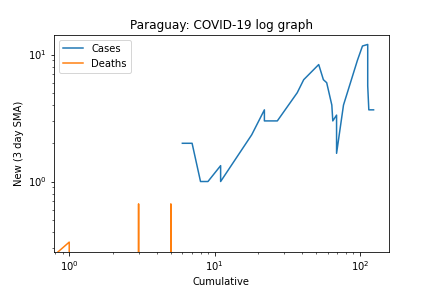 Paraguay: COVID-19 log graph
Cases
Deaths
New (3 day SMA)
10¹
10⁰
10⁰
10¹
10²
Cumulative